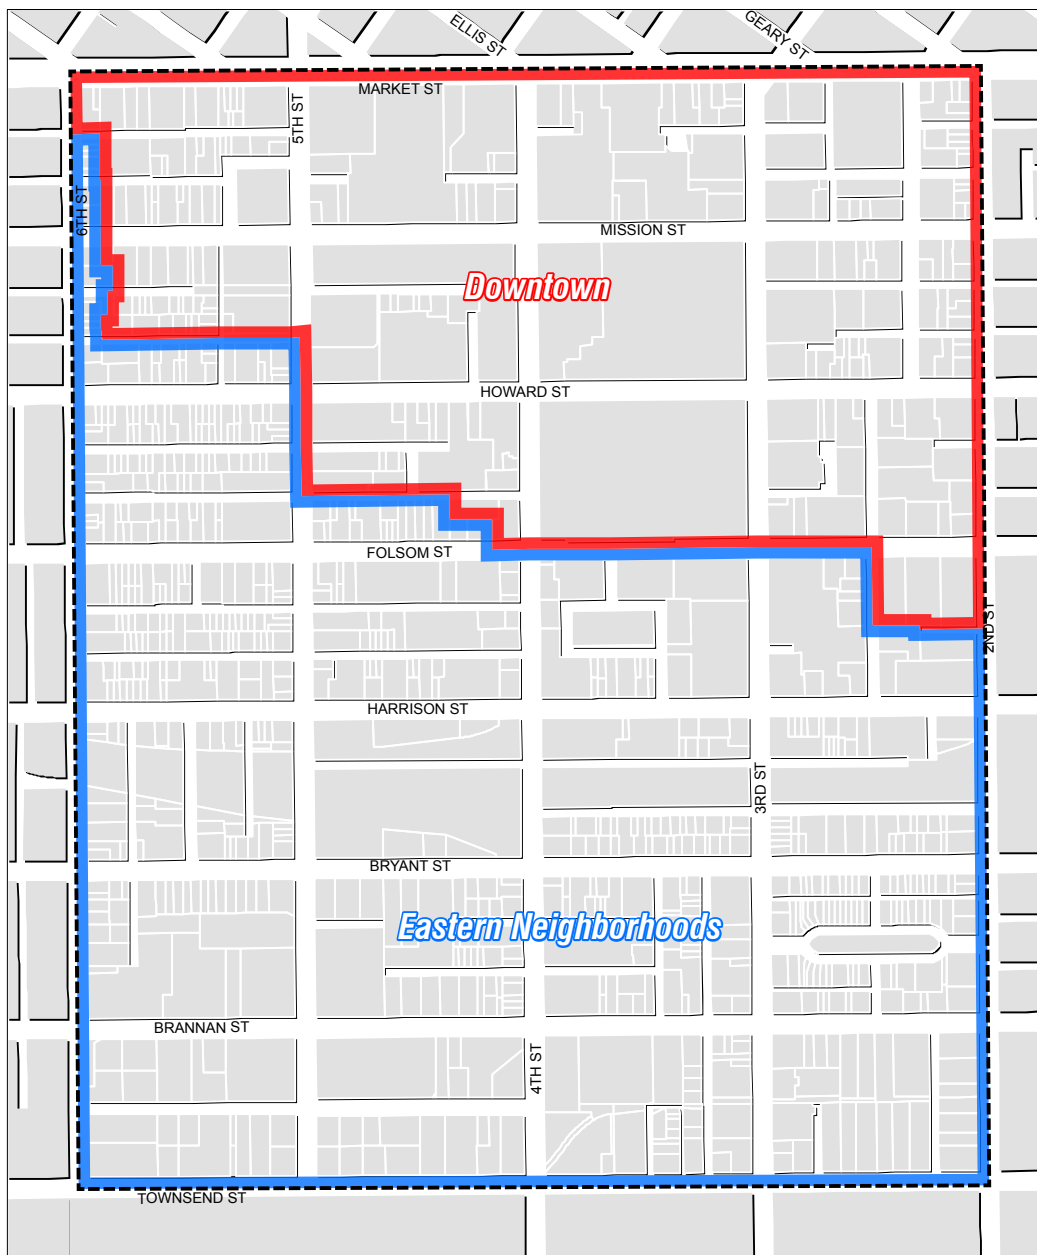 ELLIS ST
GEARY ST
MARKET ST
5TH ST
6TH ST
MISSION ST
Downtown
HOWARD ST
FOLSOM ST
2ND ST
HARRISON ST
3RD ST
BRYANT ST
Eastern Neighborhoods
BRANNAN ST
4TH ST
TOWNSEND ST